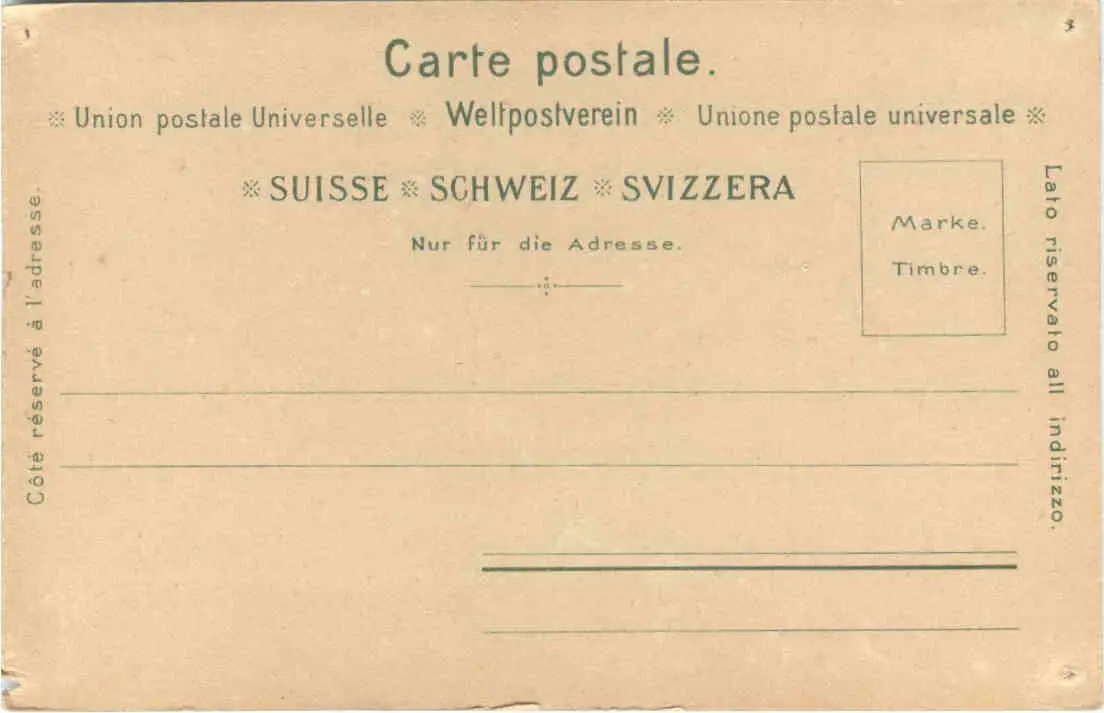 Carte postale.
※ Union postale Universelle ※ Weltpostverein ※ Unione postale universale ※
※ SUISSE ※ SCHWEIZ ※ SVIZZERA
Nur für die Adresse.
Marke.
Timbre.
Côté réservé à l'adresse.
Lato riservato all indirizzo.